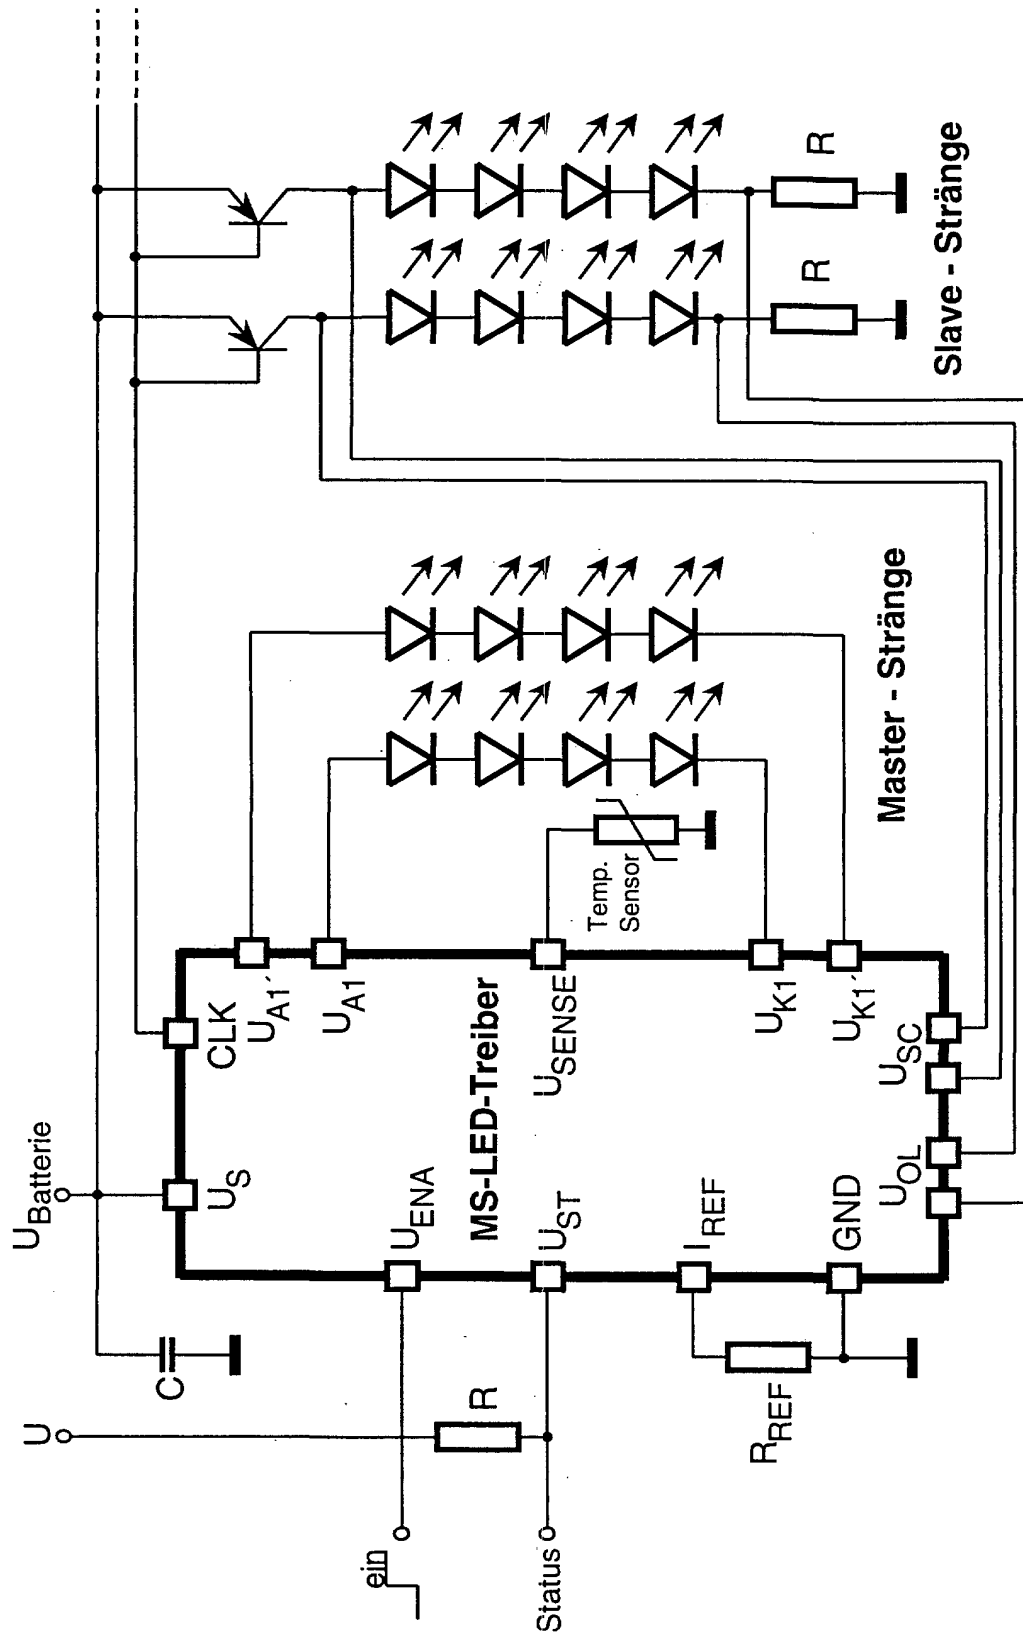 U_Batterie
U
C
ein
Status
R
R_REF
U_S
CLK
U_ENA
U_ST
I_REF
GND
MS-LED-Treiber
U_A1´
U_A1
U_SENSE
U_K1
U_K1´
U_SC
U_OL
Temp.
Sensor
Master - Stränge
R
R
Slave - Stränge